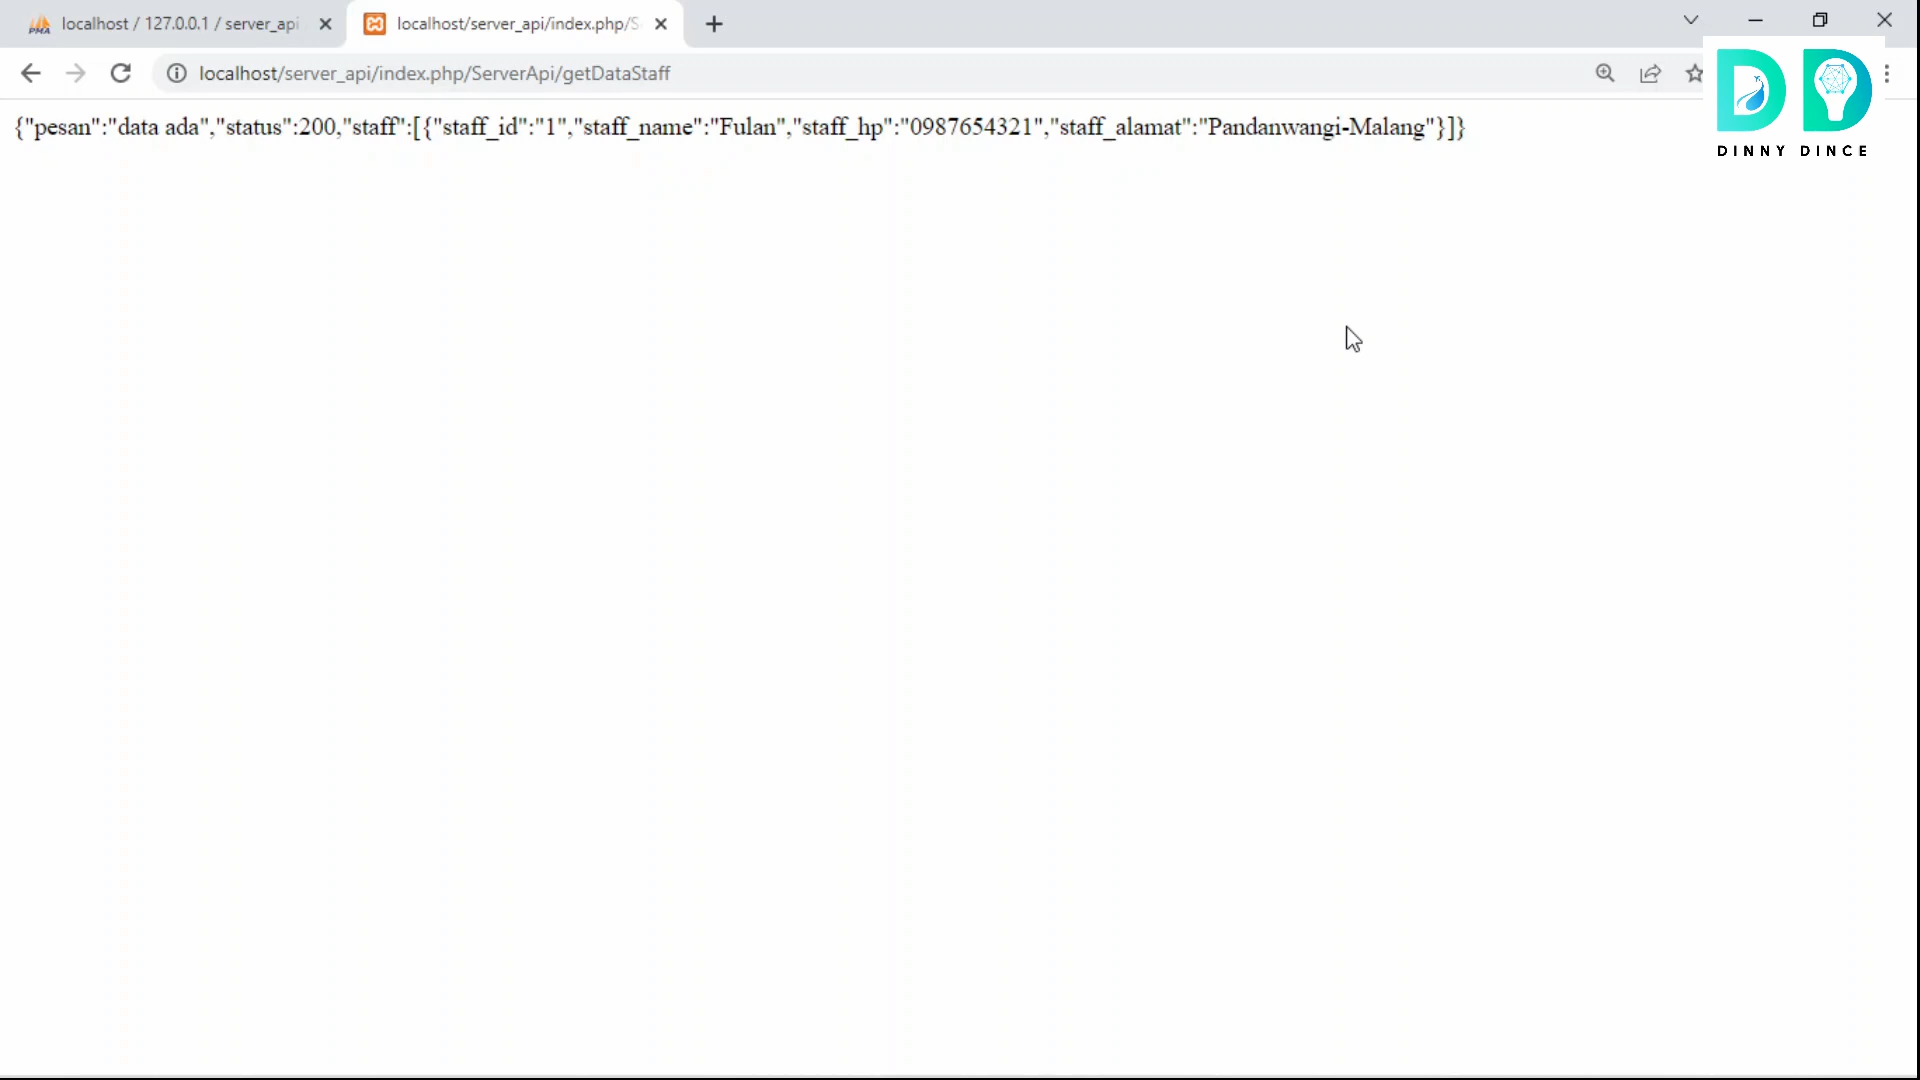 localhost / 127.0.0.1 / server_api
localhost/server_api/index.php/S
localhost/server_api/index.php/ServerApi/getDataStaff
{"pesan":"data ada","status":200,"staff":[{"staff_id":"1","staff_name":"Fulan","staff_hp":"0987654321","staff_alamat":"Pandanwangi-Malang"}]}
DINNY DINCE